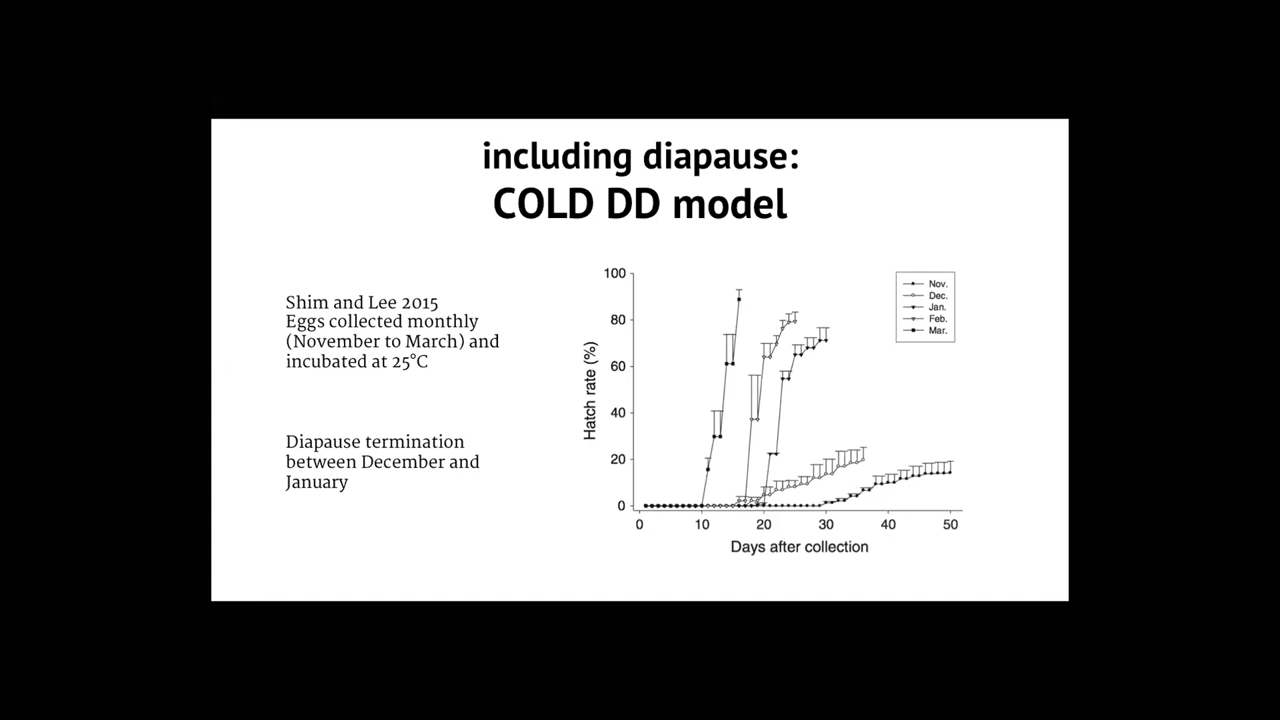 including diapause:
COLD DD model
Shim and Lee 2015
Eggs collected monthly
(November to March) and
incubated at 25°C
Diapause termination
between December and
January
Hatch rate (%)
100
80
60
40
20
0
0 10 20 30 40 50
Days after collection
Nov.
Dec.
Jan.
Feb.
Mar.